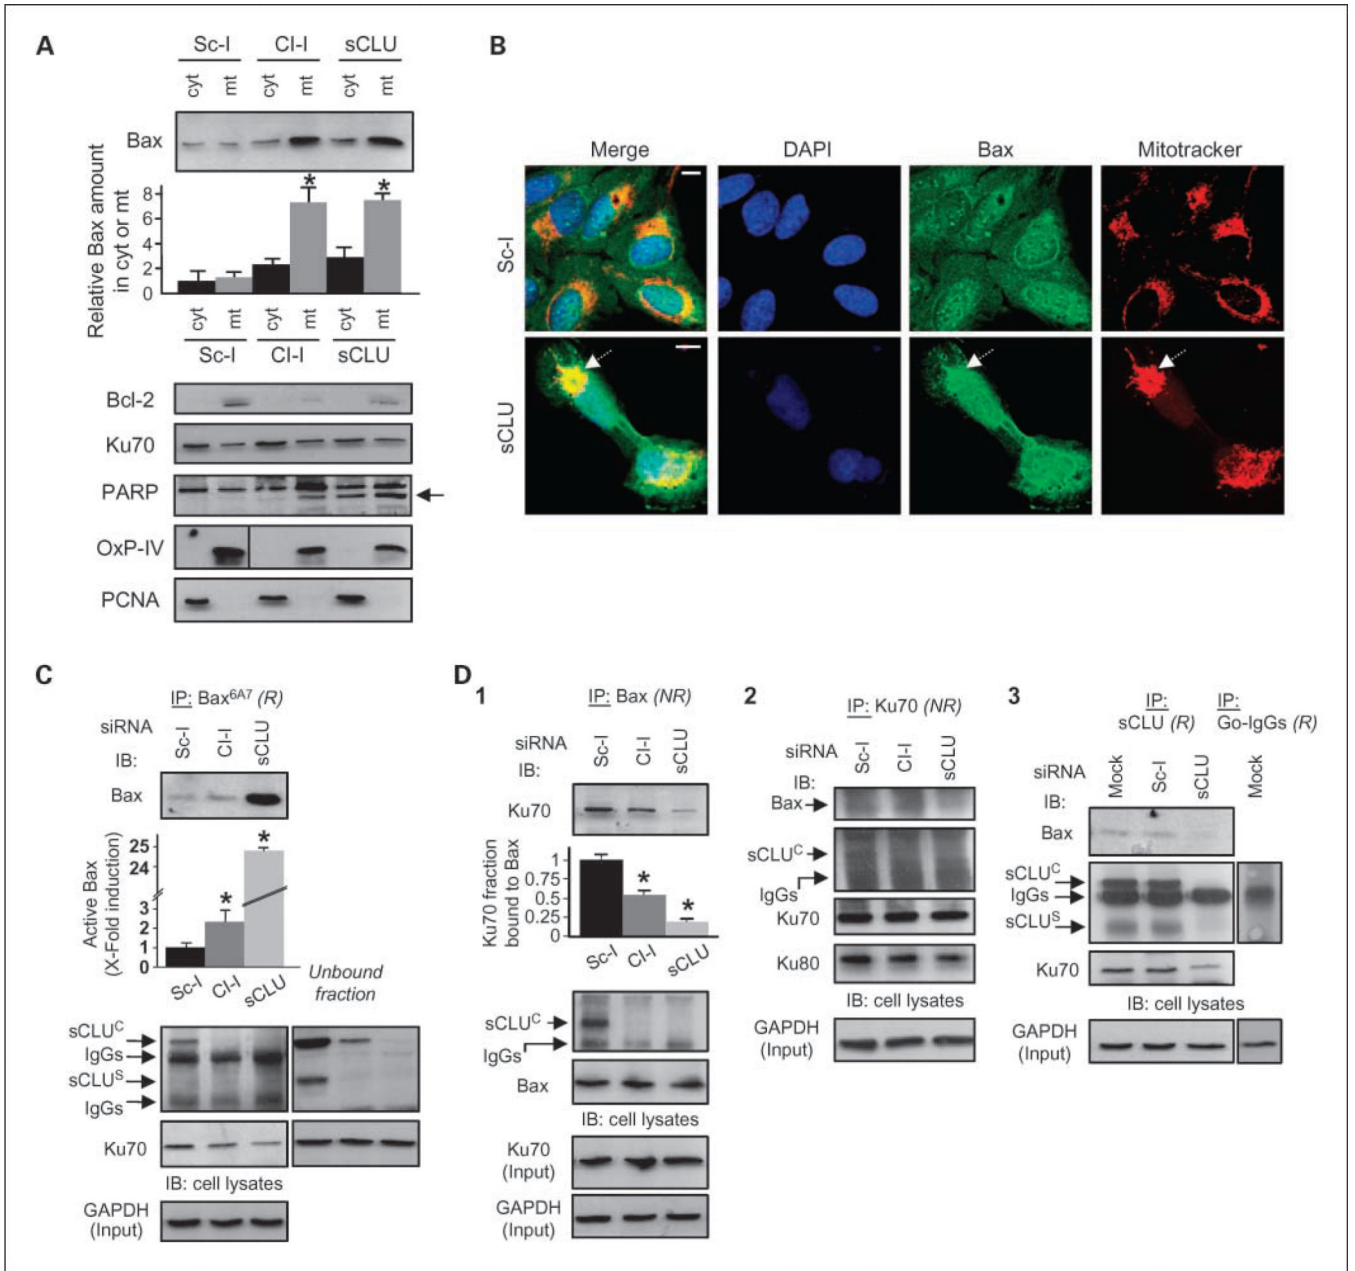 A
Sc-I CI-I sCLU
cyt mt cyt mt cyt mt
Bax
Relative Bax amount
in cyt or mt
8
6
4
2
0
cyt mt cyt mt cyt mt
Sc-I CI-I sCLU
Bcl-2
Ku70
PARP
OxP-IV
PCNA
B
Merge DAPI Bax Mitotracker
Sc-I
sCLU
C
IP: Bax6A7 (R)
siRNA
Sc-I CI-I sCLU
IB:
Bax
Active Bax
(X-Fold induction)
25
24
3
2
1
0
* *
Sc-I CI-I sCLU
Unbound
fraction
sCLUC
IgGs
sCLUS
IgGs
Ku70
IB: cell lysates
GAPDH
(Input)
D
1
IP: Bax (NR)
siRNA
Sc-I CI-I sCLU
IB:
Ku70
Ku70 fraction
bound to Bax
1
0.75
0.5
0.25
0
* *
Sc-I CI-I sCLU
sCLUC
IgGs
Bax
IB: cell lysates
Ku70
(Input)
GAPDH
(Input)
2
IP: Ku70 (NR)
siRNA
Sc-I CI-I sCLU
IB:
Bax
sCLUC
IgGs
Ku70
Ku80
IB: cell lysates
GAPDH
(Input)
3
IP:
sCLU (R)
IP:
Go-IgGs (R)
siRNA
Mock Sc-I sCLU Mock
IB:
Bax
sCLUC
IgGs
sCLUS
Ku70
IB: cell lysates
GAPDH
(Input)